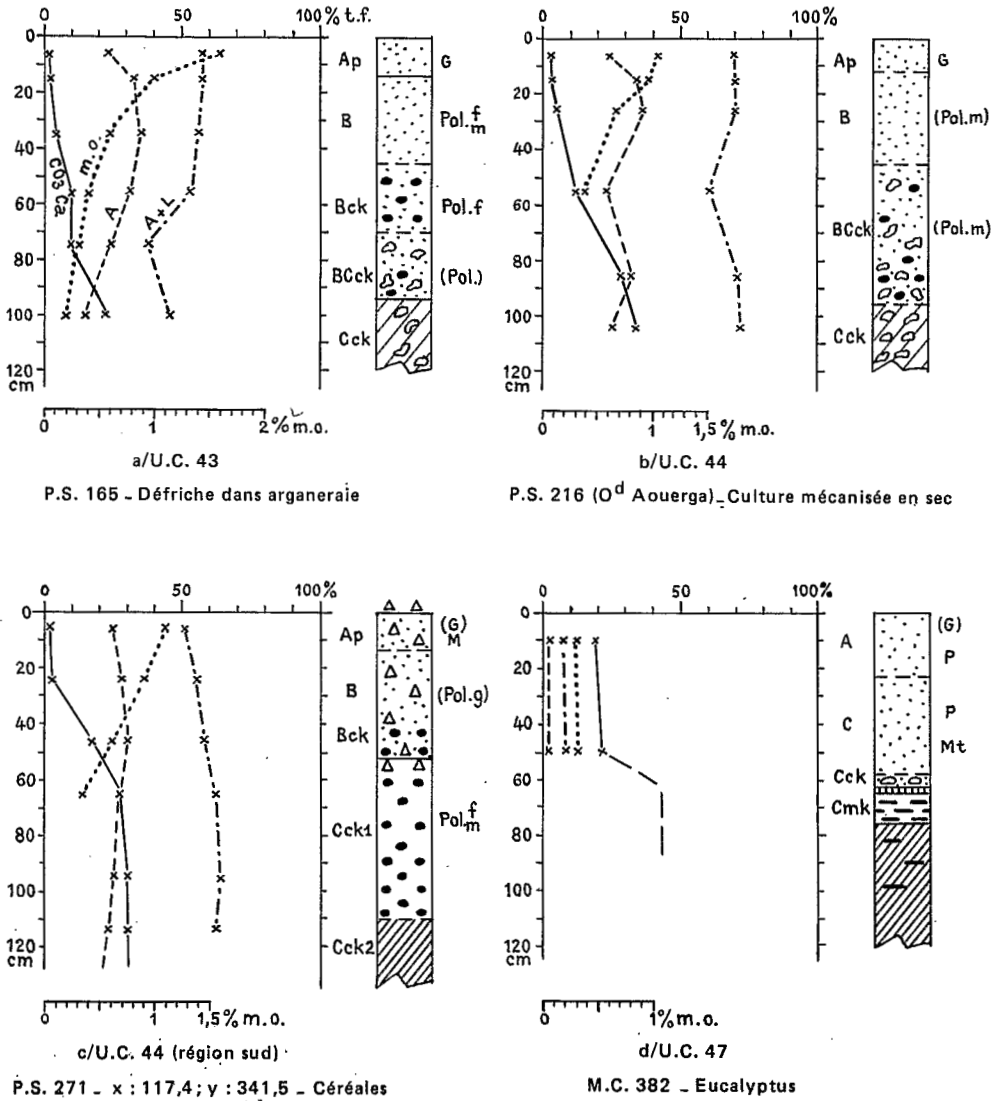 0 50 100% t.f.
0
20
40
60
80
100
120
cm
CO3 Ca
m.o.
A
A + L
Ap G
B Pol. f m
Bck Pol.f
BCck (Pol.)
Cck
0 1 2% m.o.
a/U.C. 43
P.S. 165 _ Défriche dans arganeraie
0 50 100%
0
20
40
60
80
100
120
cm
Ap G
B (Pol.m)
BCck (Pol.m)
Cck
0 1 1,5% m.o.
b/U.C. 44
P.S. 216 (Od Aouerga) _ Culture mécanisée en sec
0 50 100%
0
20
40
60
80
100
120
cm
Ap (G) M
B (Pol.g)
Bck
Cck1 Pol. f m
Cck2
0 1 1,5% m.o.
c/U.C. 44 (région sud)
P.S. 271 _ x : 117,4 ; y : 341,5 _ Céréales
0 50 100%
0
20
40
60
80
100
120
cm
A (G) P
C P Mt
Cck
Cmk
0 1% m.o.
d/U.C. 47
M.C. 382 _ Eucalyptus